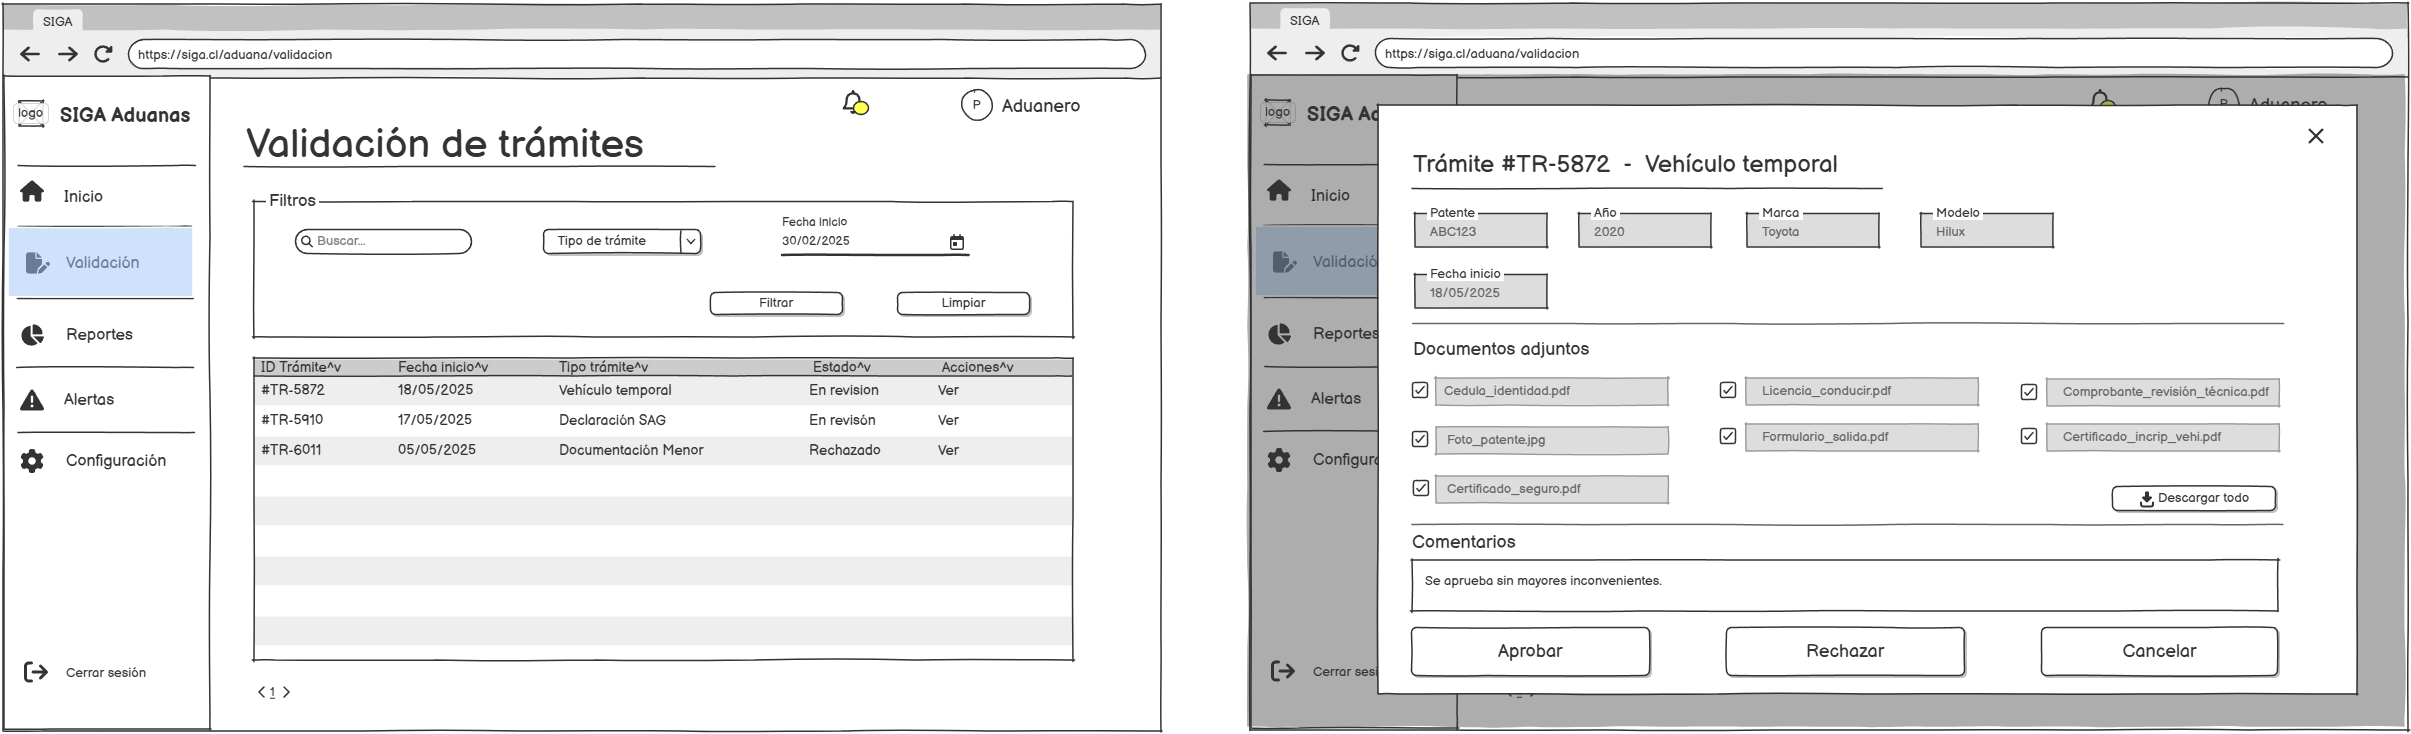 SIGA
https://siga.cl/aduana/validacion
logo SIGA Aduanas
P Aduanero
Validación de trámites
Inicio
Validación
Reportes
Alertas
Configuración
Cerrar sesión
Filtros
Buscar...
Tipo de trámite
Fecha inicio
30/02/2025
Filtrar Limpiar
ID Trámite^v Fecha inicio^v Tipo trámite^v Estado^v Acciones^v
#TR-5872 18/05/2025 Vehículo temporal En revision Ver
#TR-5910 17/05/2025 Declaración SAG En revisón Ver
#TR-6011 05/05/2025 Documentación Menor Rechazado Ver
< 1 >
SIGA
https://siga.cl/aduana/validacion
logo SIGA Ad
P Aduanero
Inicio
Validació
Reportes
Alertas
Configura
Cerrar sesi
Trámite #TR-5872 - Vehículo temporal
Patente Año Marca Modelo
ABC123 2020 Toyota Hilux
Fecha inicio
18/05/2025
Documentos adjuntos
Cedula_identidad.pdf Licencia_conducir.pdf Comprobante_revisión_técnica.pdf
Foto_patente.jpg Formulario_salida.pdf Certificado_incrip_vehi.pdf
Certificado_seguro.pdf
Descargar todo
Comentarios
Se aprueba sin mayores inconvenientes.
Aprobar Rechazar Cancelar